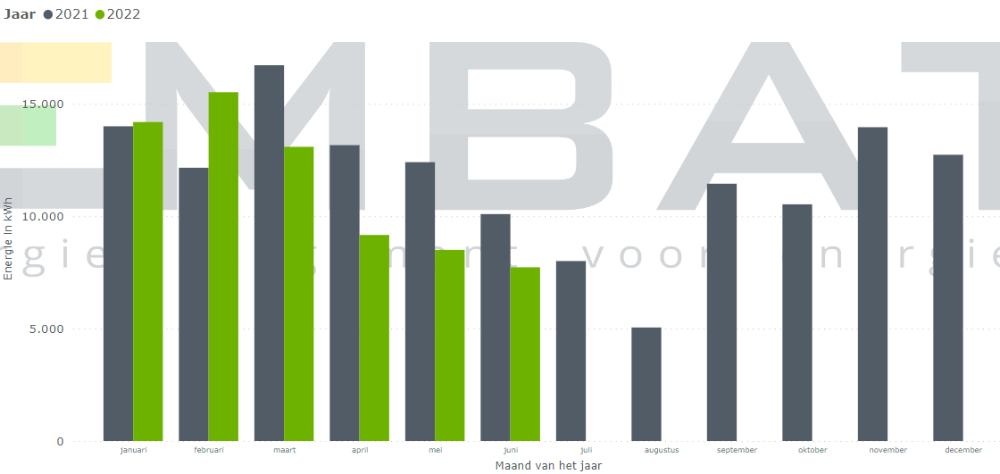 Jaar 2021 2022
MBAT
15.000
10.000
voor
5.000
0
Energie in kWh
januari februari maart april mei juni juli augustus september oktober november december
Maand van het jaar